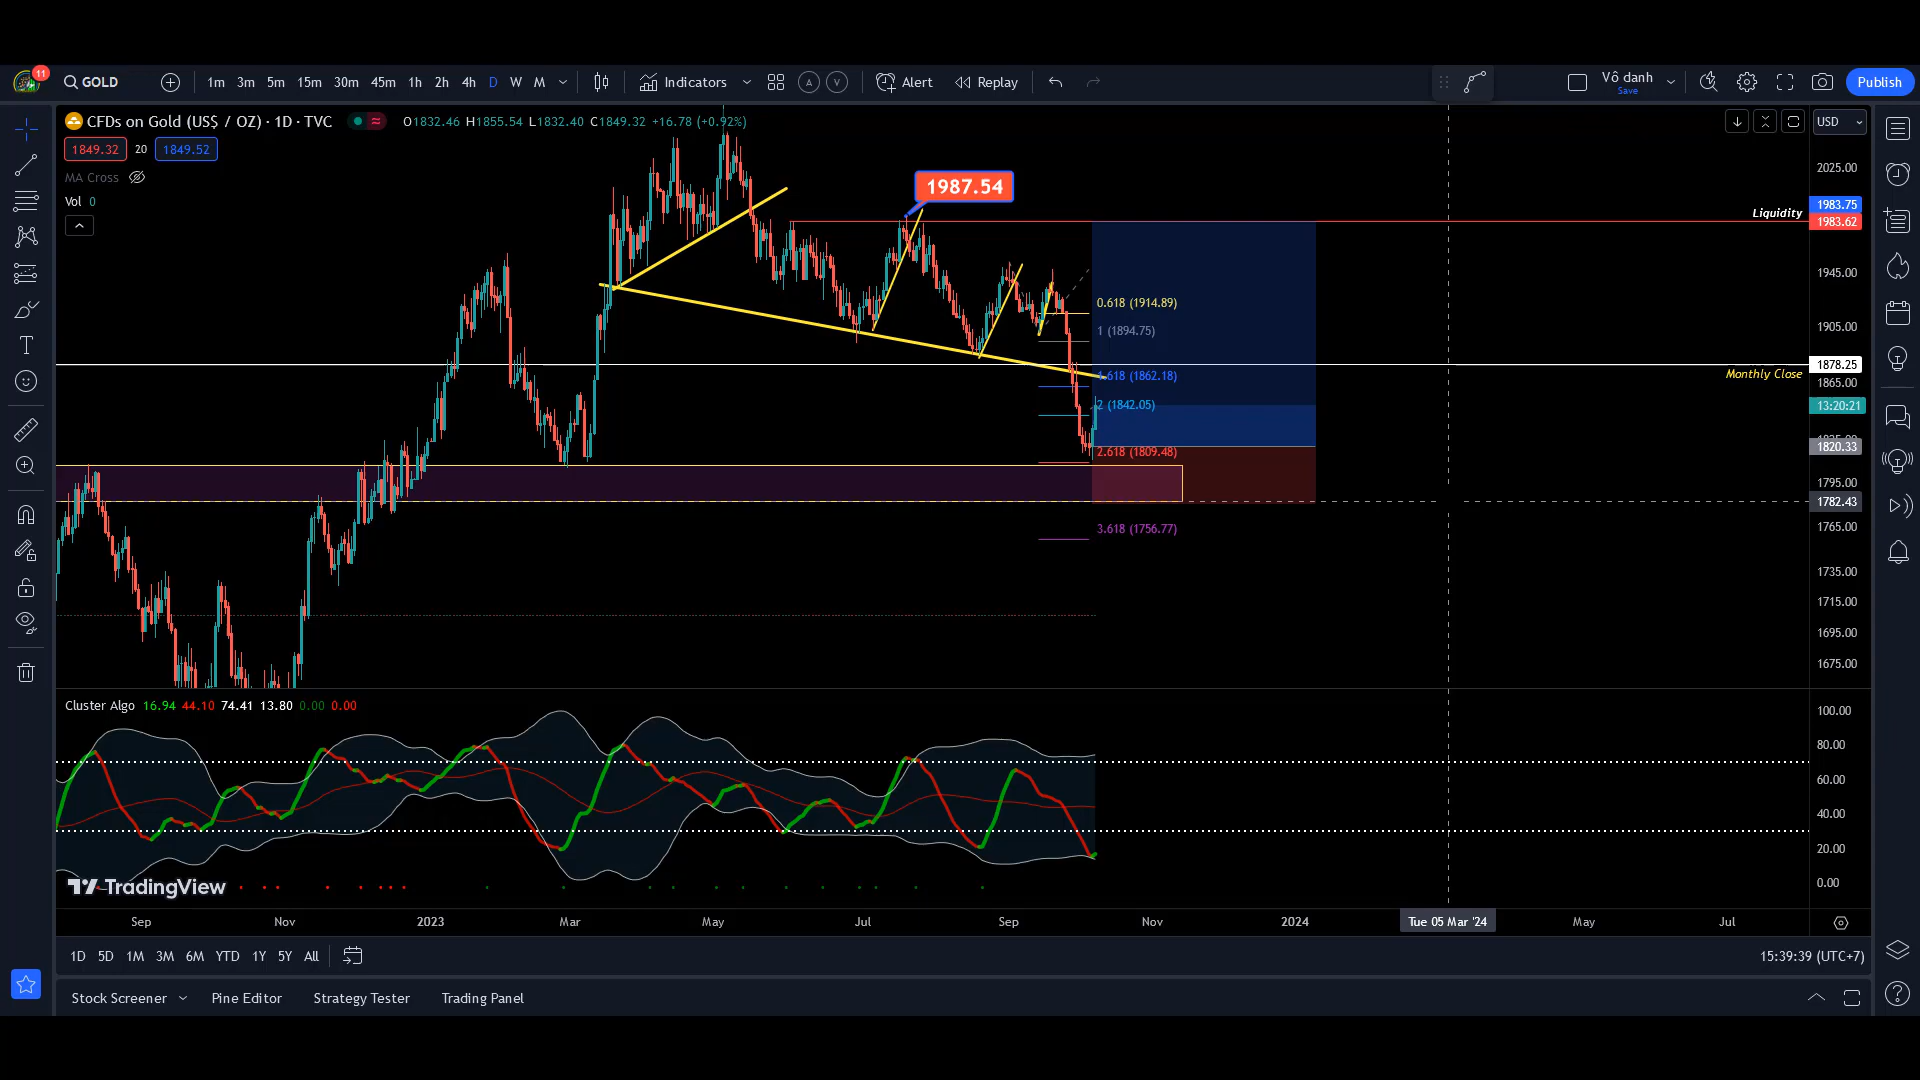 11
GOLD
1m 3m 5m 15m 30m 45m 1h 2h 4h D W M
Indicators
A V
Alert
Replay
Vô danh
Save
Publish
CFDs on Gold (US$ / OZ) · 1D · TVC
O1832.46 H1855.54 L1832.40 C1849.32 +16.78 (+0.92%)
USD
1849.32 20 1849.52
MA Cross
Vol 0
1987.54
Liquidity
Monthly Close
0.618 (1914.89)
1 (1894.75)
1.618 (1862.18)
2 (1842.05)
2.618 (1809.48)
3.618 (1756.77)
2025.00
1983.75
1983.62
1945.00
1905.00
1878.25
1865.00
13:20:21
1820.33
1795.00
1782.43
1765.00
1735.00
1715.00
1695.00
1675.00
Cluster Algo 16.94 44.10 74.41 13.80 0.00 0.00
100.00
80.00
60.00
40.00
20.00
0.00
TradingView
Sep Nov 2023 Mar May Jul Sep Nov 2024 Tue 05 Mar '24 May Jul
1D 5D 1M 3M 6M YTD 1Y 5Y All
15:39:39 (UTC+7)
Stock Screener Pine Editor Strategy Tester Trading Panel